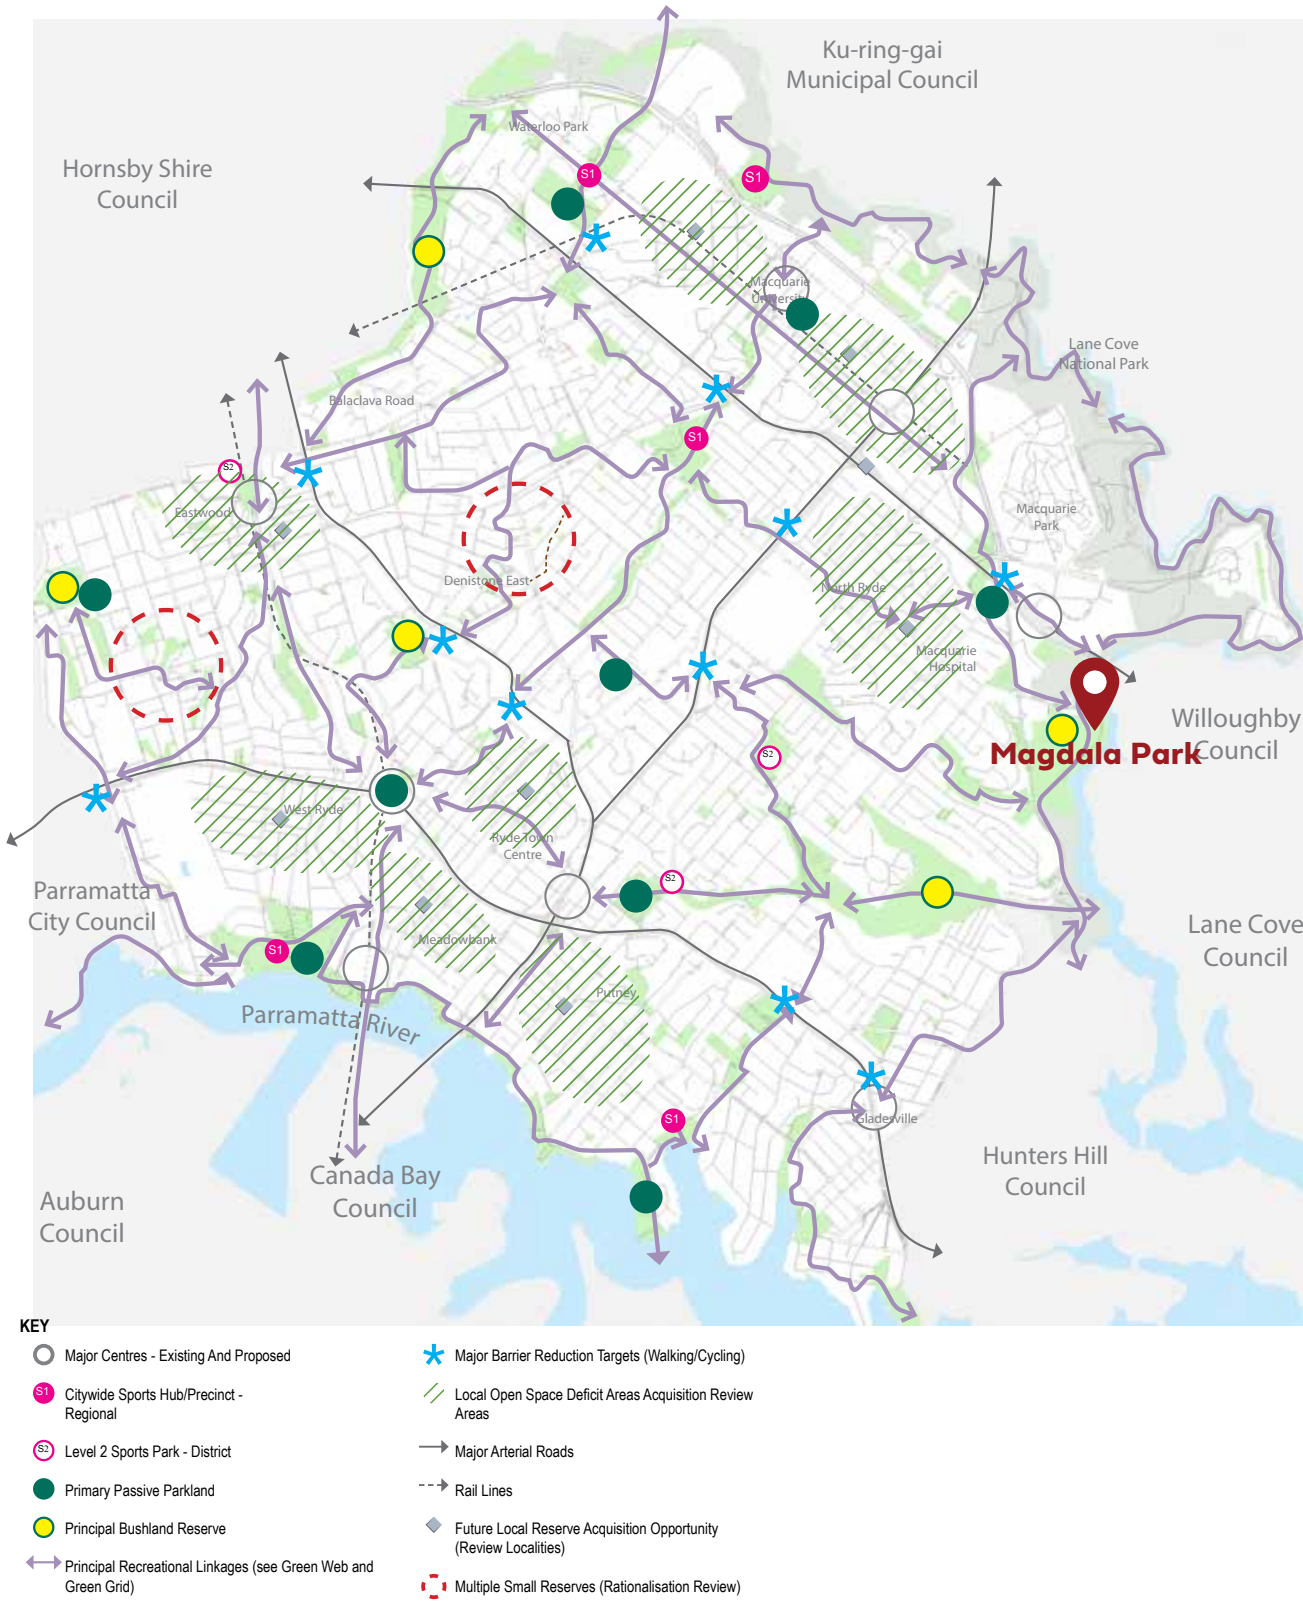 Ku-ring-gai
Municipal Council
Waterloo Park
Hornsby Shire
Council
S1
S1
Macquarie
University
Lane Cove
National Park
Balaclava Road
S1
S2
Eastwood
Macquarie
Park
Denistone East
North Ryde
Macquarie
Hospital
Willoughby
Council
Magdala Park
S2
West Ryde
Ryde Town
Centre
S2
Parramatta
City Council
Lane Cove
Council
Meadowbank
S1
Putney
Parramatta River
S1
Gladesville
Hunters Hill
Council
Canada Bay
Council
Auburn
Council
KEY
Major Centres - Existing And Proposed
S1
Citywide Sports Hub/Precinct -
Regional
S2
Level 2 Sports Park - District
Primary Passive Parkland
Principal Bushland Reserve
Principal Recreational Linkages (see Green Web and
Green Grid)
Major Barrier Reduction Targets (Walking/Cycling)
Local Open Space Deficit Areas Acquisition Review
Areas
Major Arterial Roads
Rail Lines
Future Local Reserve Acquisition Opportunity
(Review Localities)
Multiple Small Reserves (Rationalisation Review)